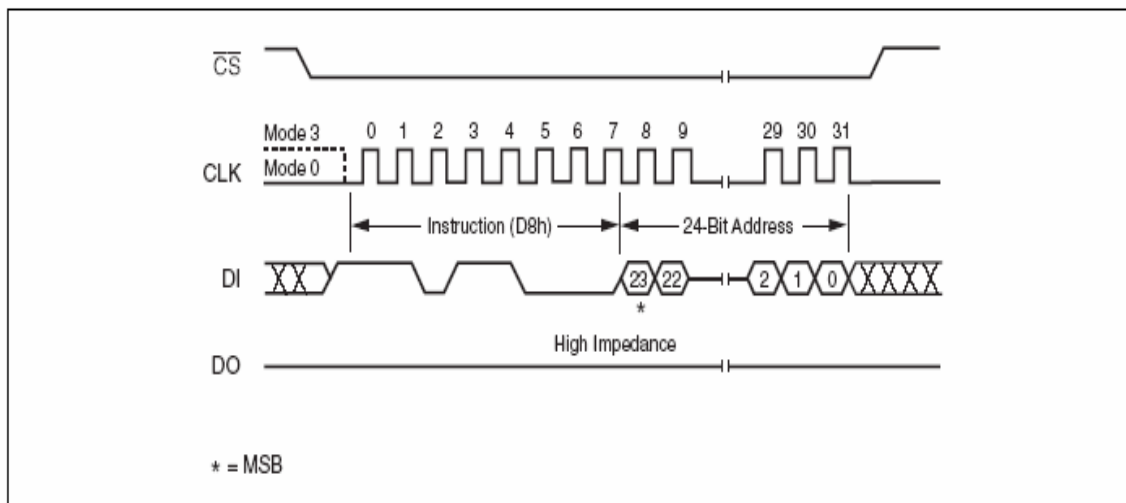 CS
Mode 3 0 1 2 3 4 5 6 7 8 9 29 30 31
CLK Mode 0
Instruction (D8h) 24-Bit Address
DI 23 22 2 1 0
*
High Impedance
DO
* = MSB